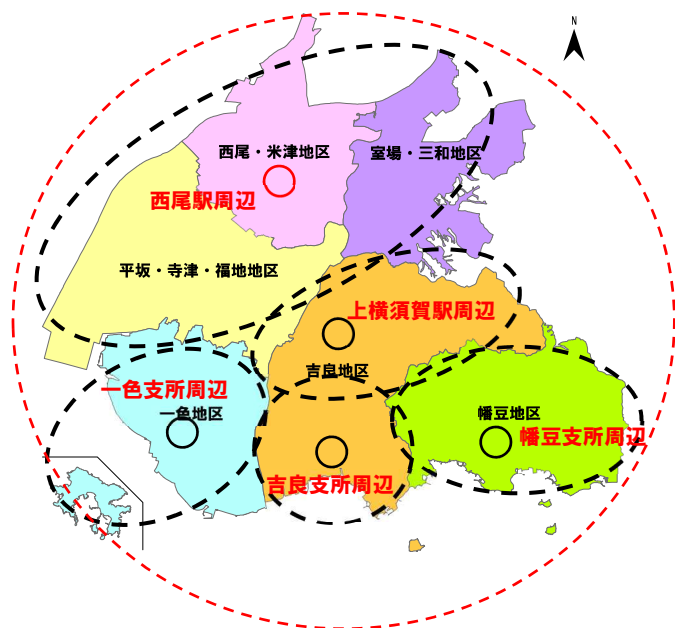 N
西尾・米津地区
室場・三和地区
西尾駅周辺
平坂・寺津・福地地区
上横須賀駅周辺
吉良地区
一色支所周辺
一色地区
幡豆地区
幡豆支所周辺
吉良支所周辺